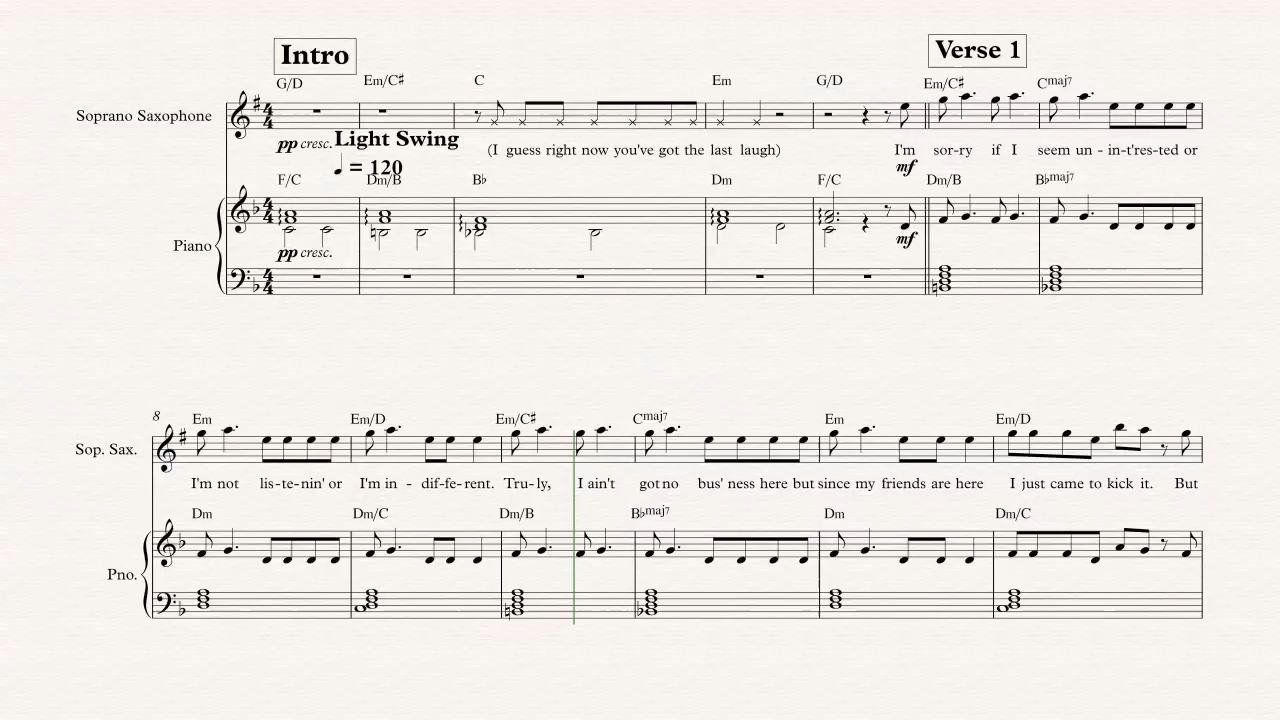 Intro
Verse 1
G/D Em/C♯ C Em G/D Em/C♯ Cmaj7
Soprano Saxophone
pp cresc. Light Swing
(I guess right now you've got the last laugh) I'm sor-ry if I seem un - in-t'res-ted or
♩ = 120
mf
F/C Dm/B B♭ Dm F/C Dm/B B♭maj7
Piano
pp cresc.
mf
8
Em Em/D Em/C♯ Cmaj7 Em Em/D
Sop. Sax.
I'm not lis-te-nin' or I'm in - dif-fe-rent. Tru-ly, I ain't got no bus' ness here but since my friends are here I just came to kick it. But
Dm Dm/C Dm/B B♭maj7 Dm Dm/C
Pno.